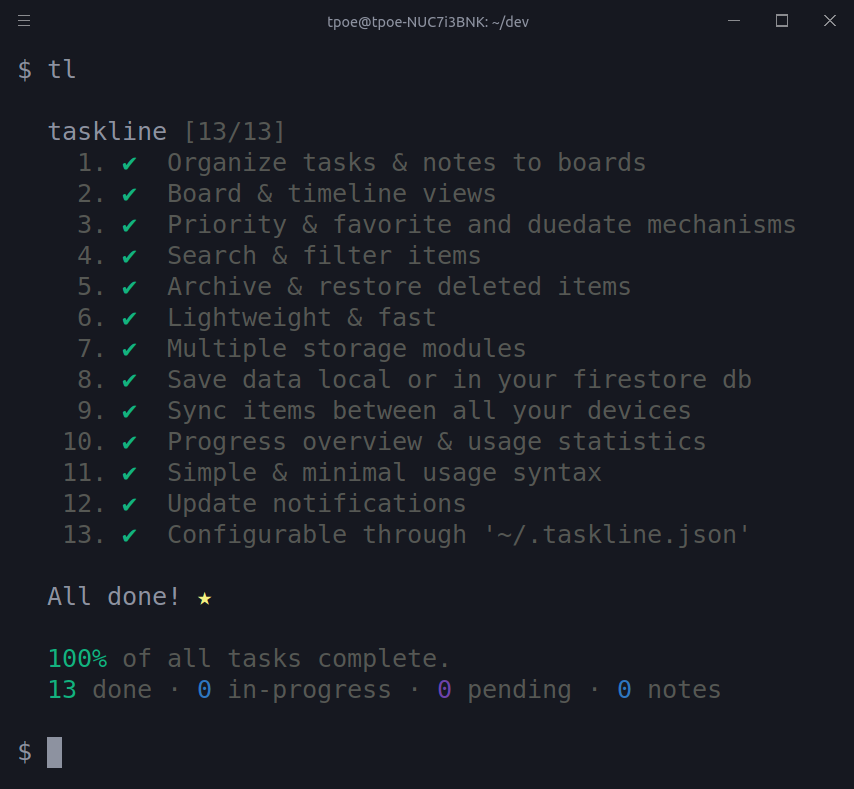 tpoe@tpoe-NUC7i3BNK: ~/dev
$ tl
taskline [13/13]
1. ✔ Organize tasks & notes to boards
2. ✔ Board & timeline views
3. ✔ Priority & favorite and duedate mechanisms
4. ✔ Search & filter items
5. ✔ Archive & restore deleted items
6. ✔ Lightweight & fast
7. ✔ Multiple storage modules
8. ✔ Save data local or in your firestore db
9. ✔ Sync items between all your devices
10. ✔ Progress overview & usage statistics
11. ✔ Simple & minimal usage syntax
12. ✔ Update notifications
13. ✔ Configurable through '~/.taskline.json'
All done! ★
100% of all tasks complete.
13 done · 0 in-progress · 0 pending · 0 notes
$